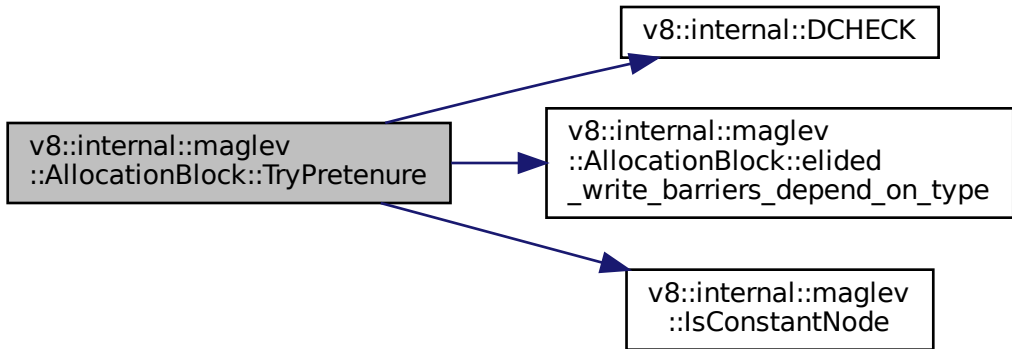 v8::internal::DCHECK
v8::internal::maglev
::AllocationBlock::TryPretenure
v8::internal::maglev
::AllocationBlock::elided
_write_barriers_depend_on_type
v8::internal::maglev
::IsConstantNode